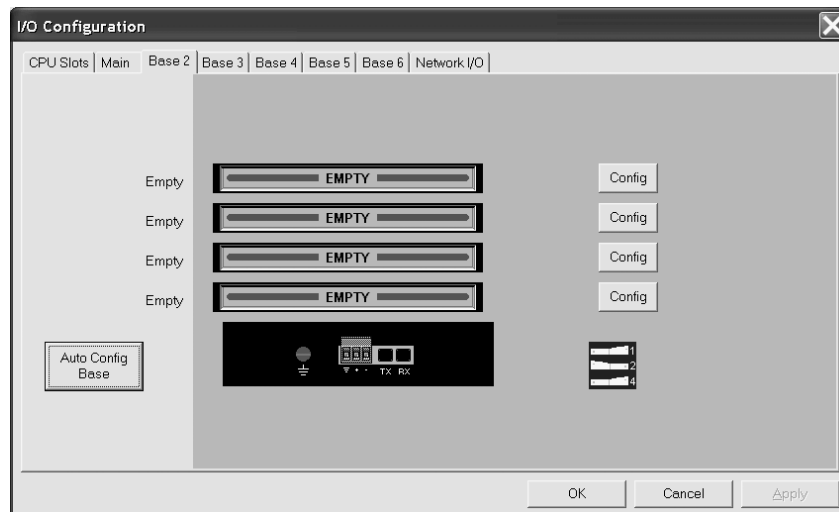 I/O Configuration
CPU Slots Main Base 2 Base 3 Base 4 Base 5 Base 6 Network I/O
Empty EMPTY Config
Empty EMPTY Config
Empty EMPTY Config
Empty EMPTY Config
Auto Config
Base
TX RX
1
2
4
OK Cancel Apply